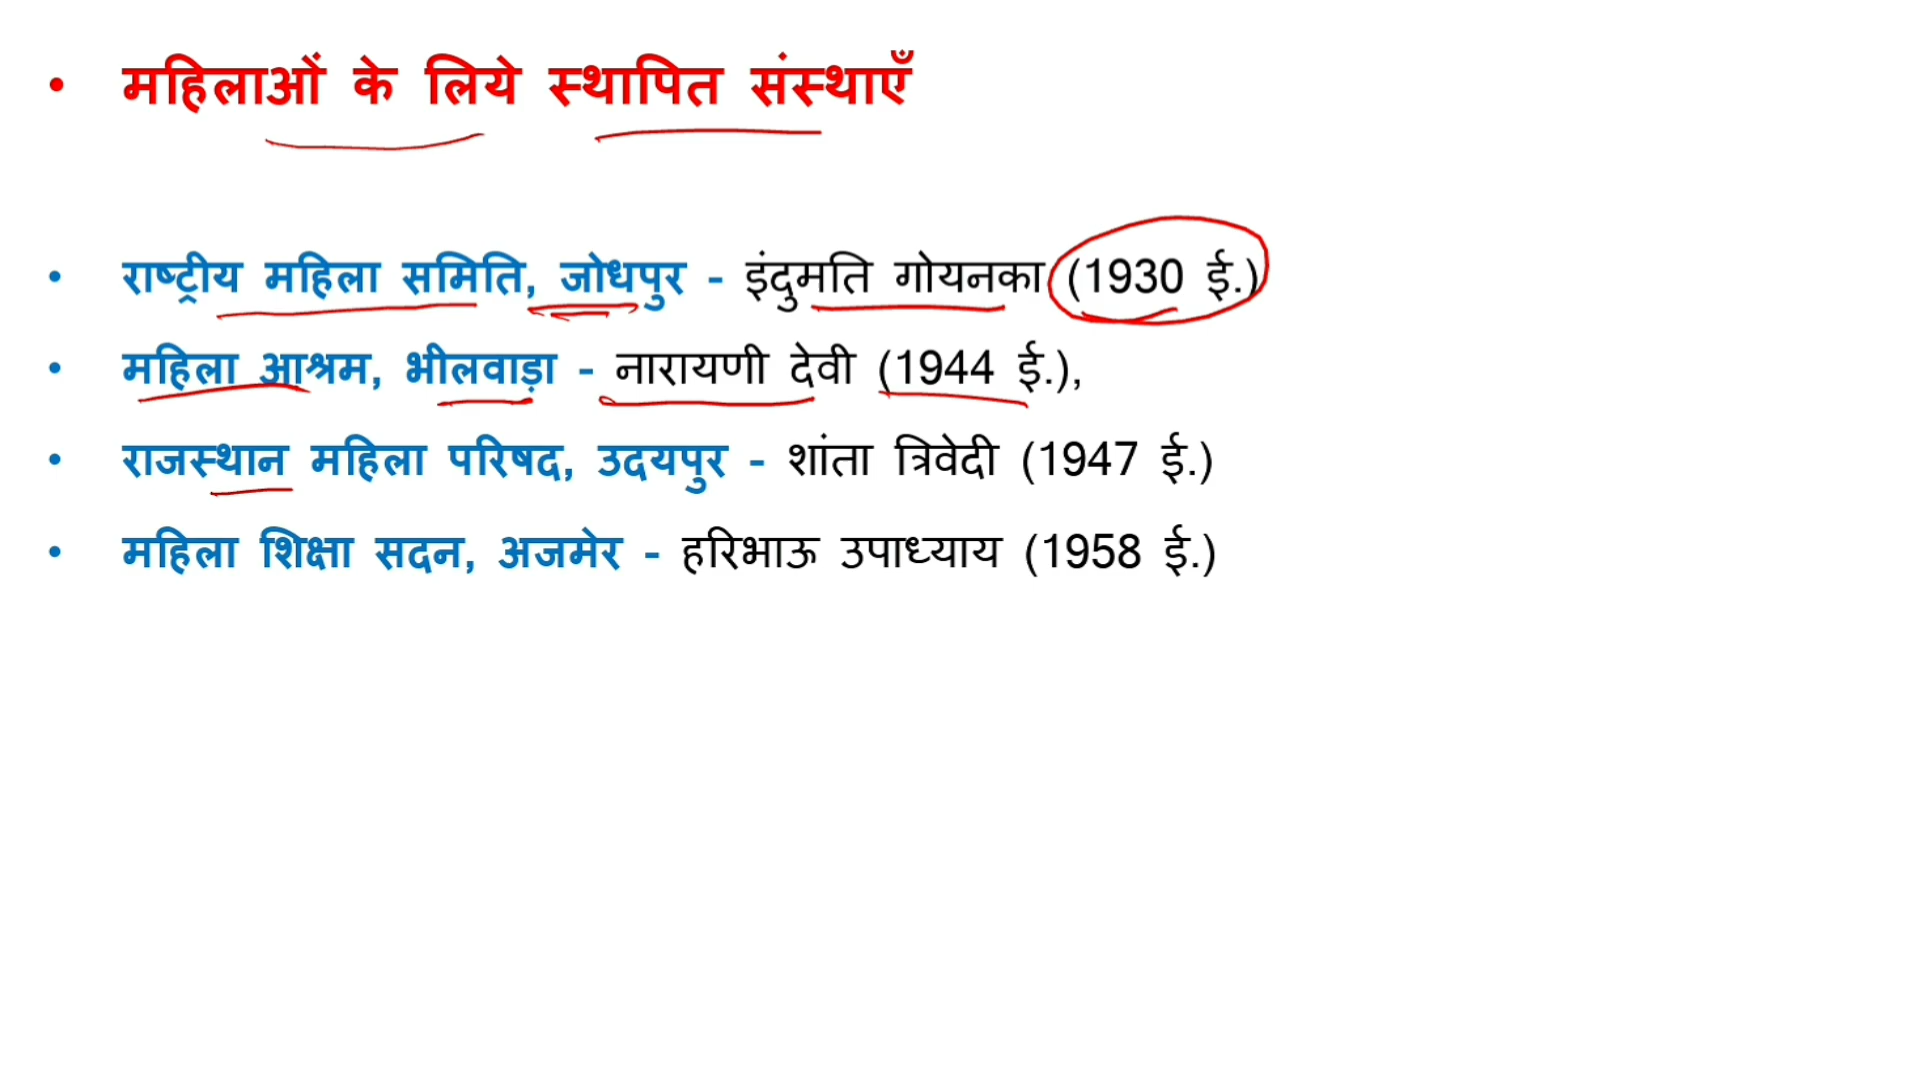 • महिलाओं के लिये स्थापित संस्थाएँ
• राष्ट्रीय महिला समिति, जोधपुर - इंदुमति गोयनका (1930 ई.)
• महिला आश्रम, भीलवाड़ा - नारायणी देवी (1944 ई.),
• राजस्थान महिला परिषद, उदयपुर - शांता त्रिवेदी (1947 ई.)
• महिला शिक्षा सदन, अजमेर - हरिभाऊ उपाध्याय (1958 ई.)